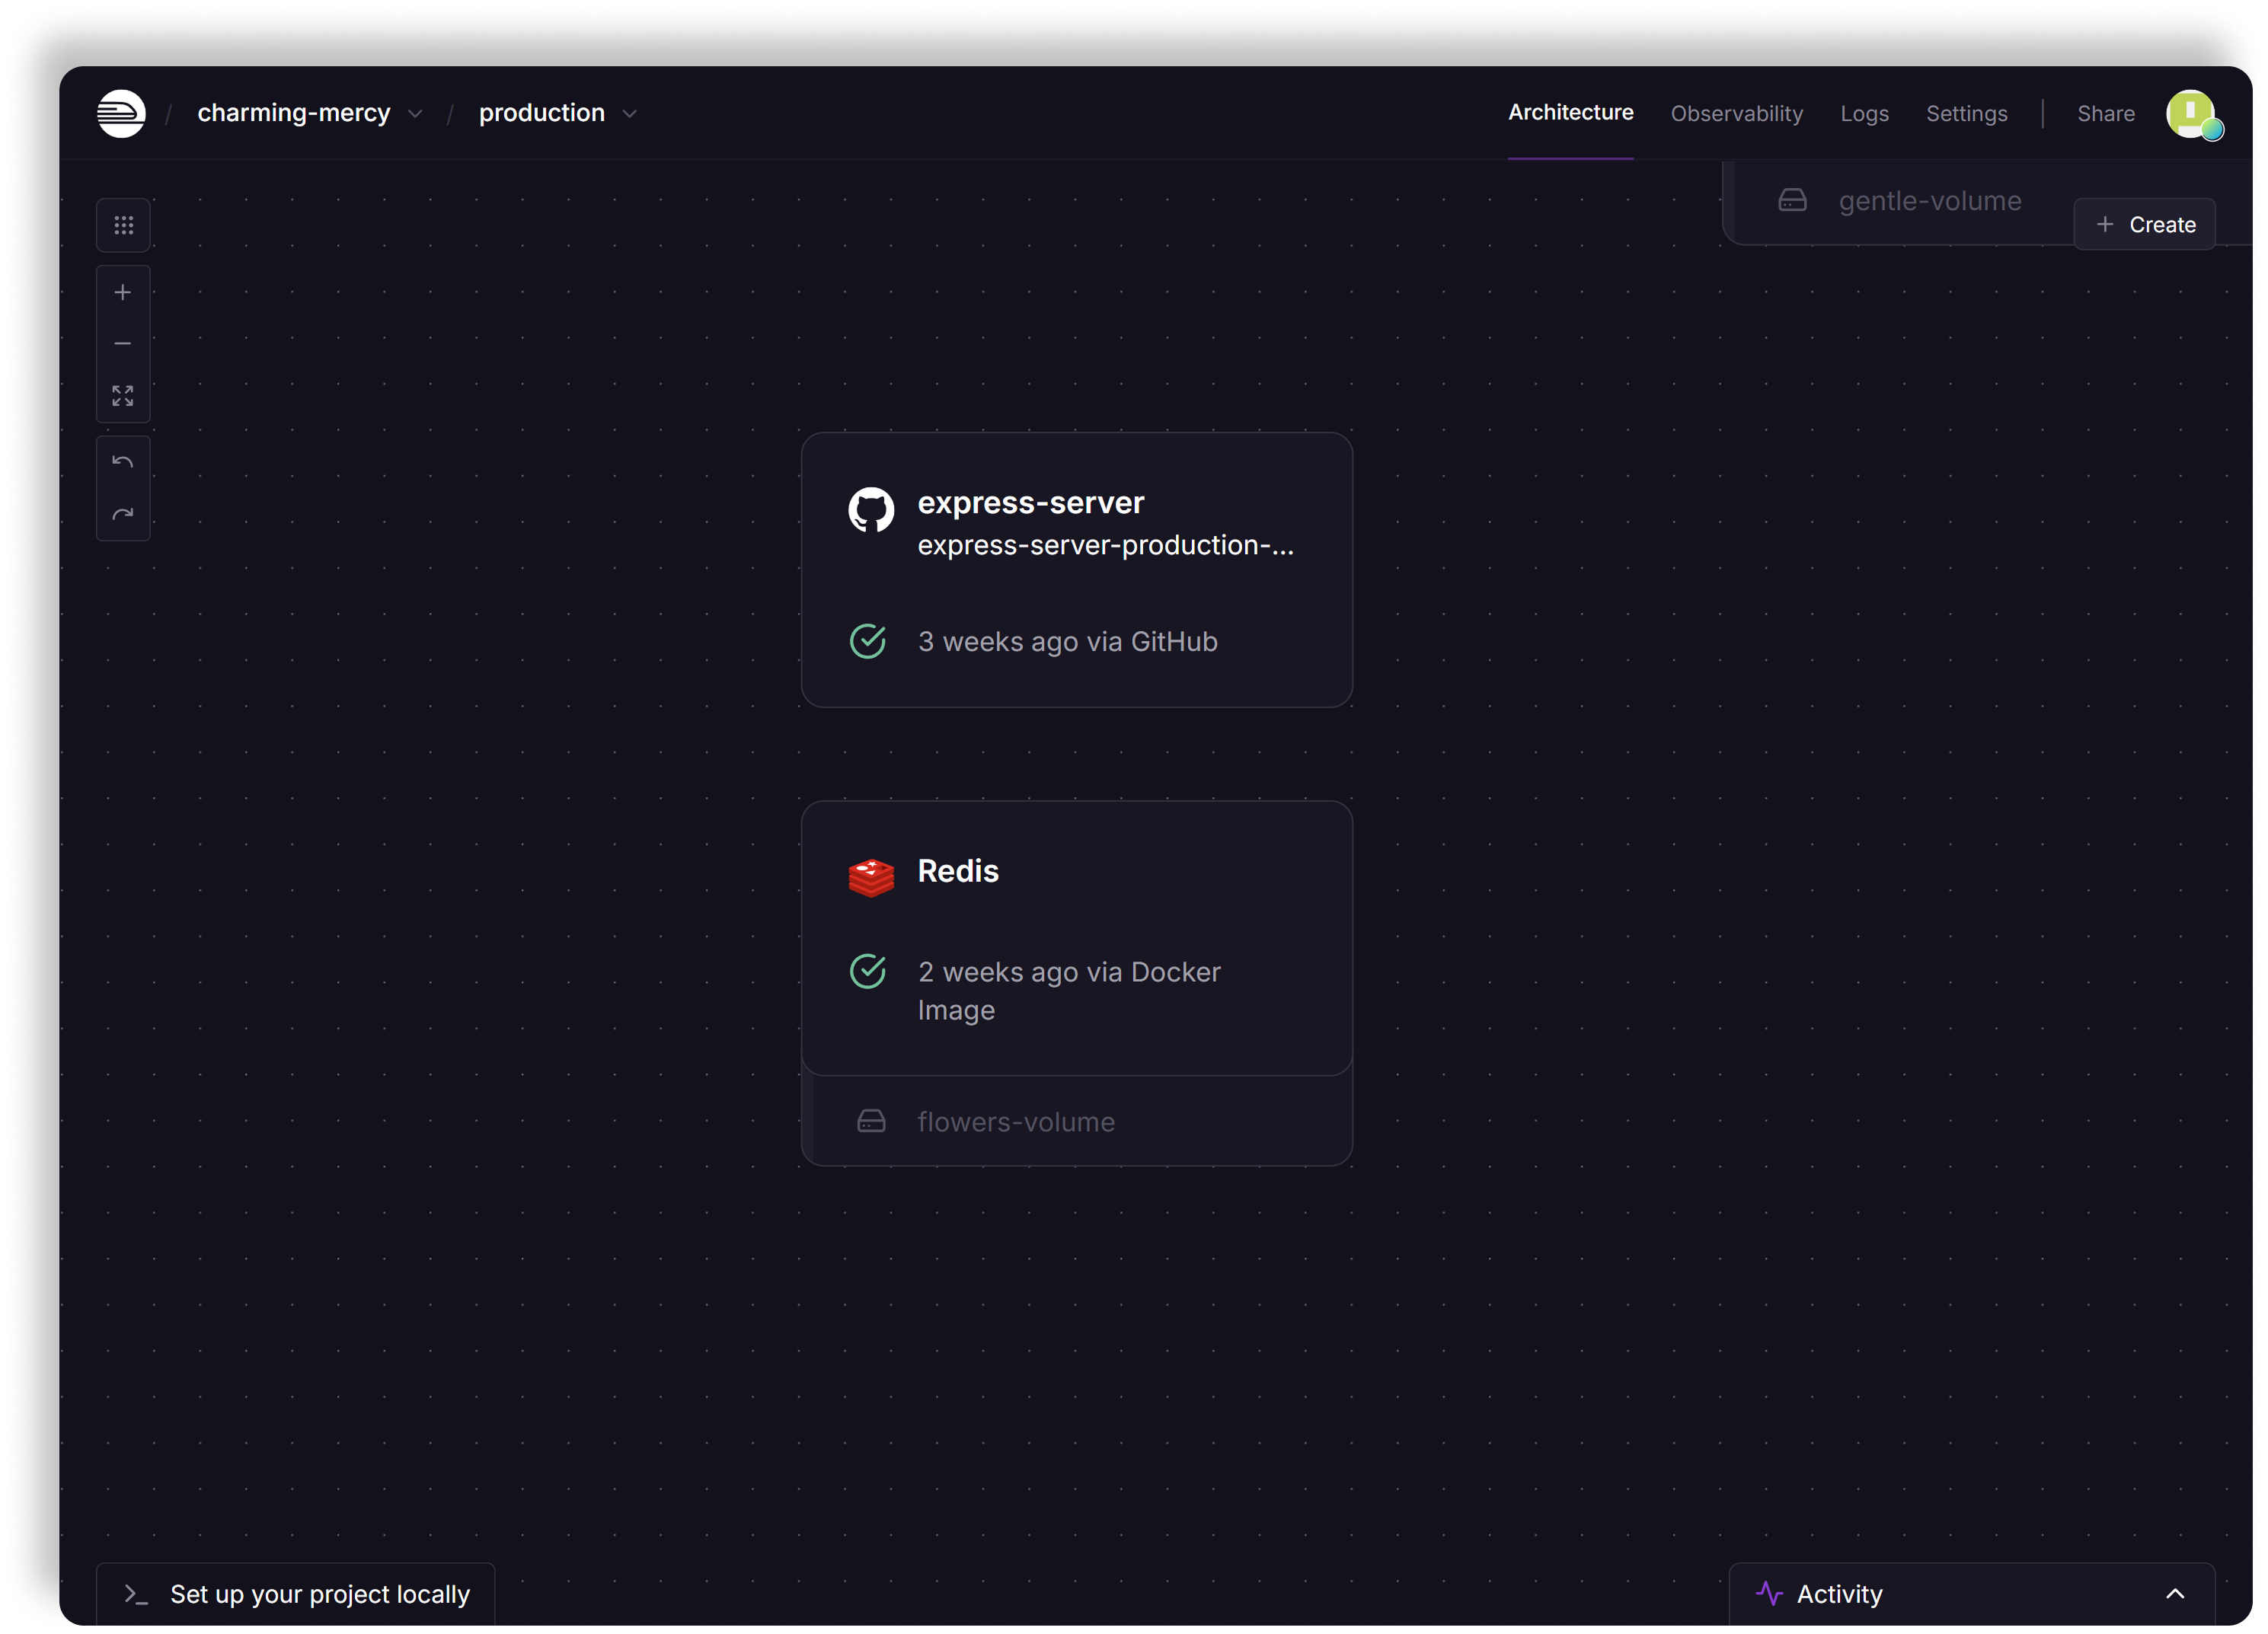 / charming-mercy / production
Architecture Observability Logs Settings Share
gentle-volume
Create
express-server
express-server-production-...
3 weeks ago via GitHub
Redis
2 weeks ago via Docker
Image
flowers-volume
Set up your project locally
Activity